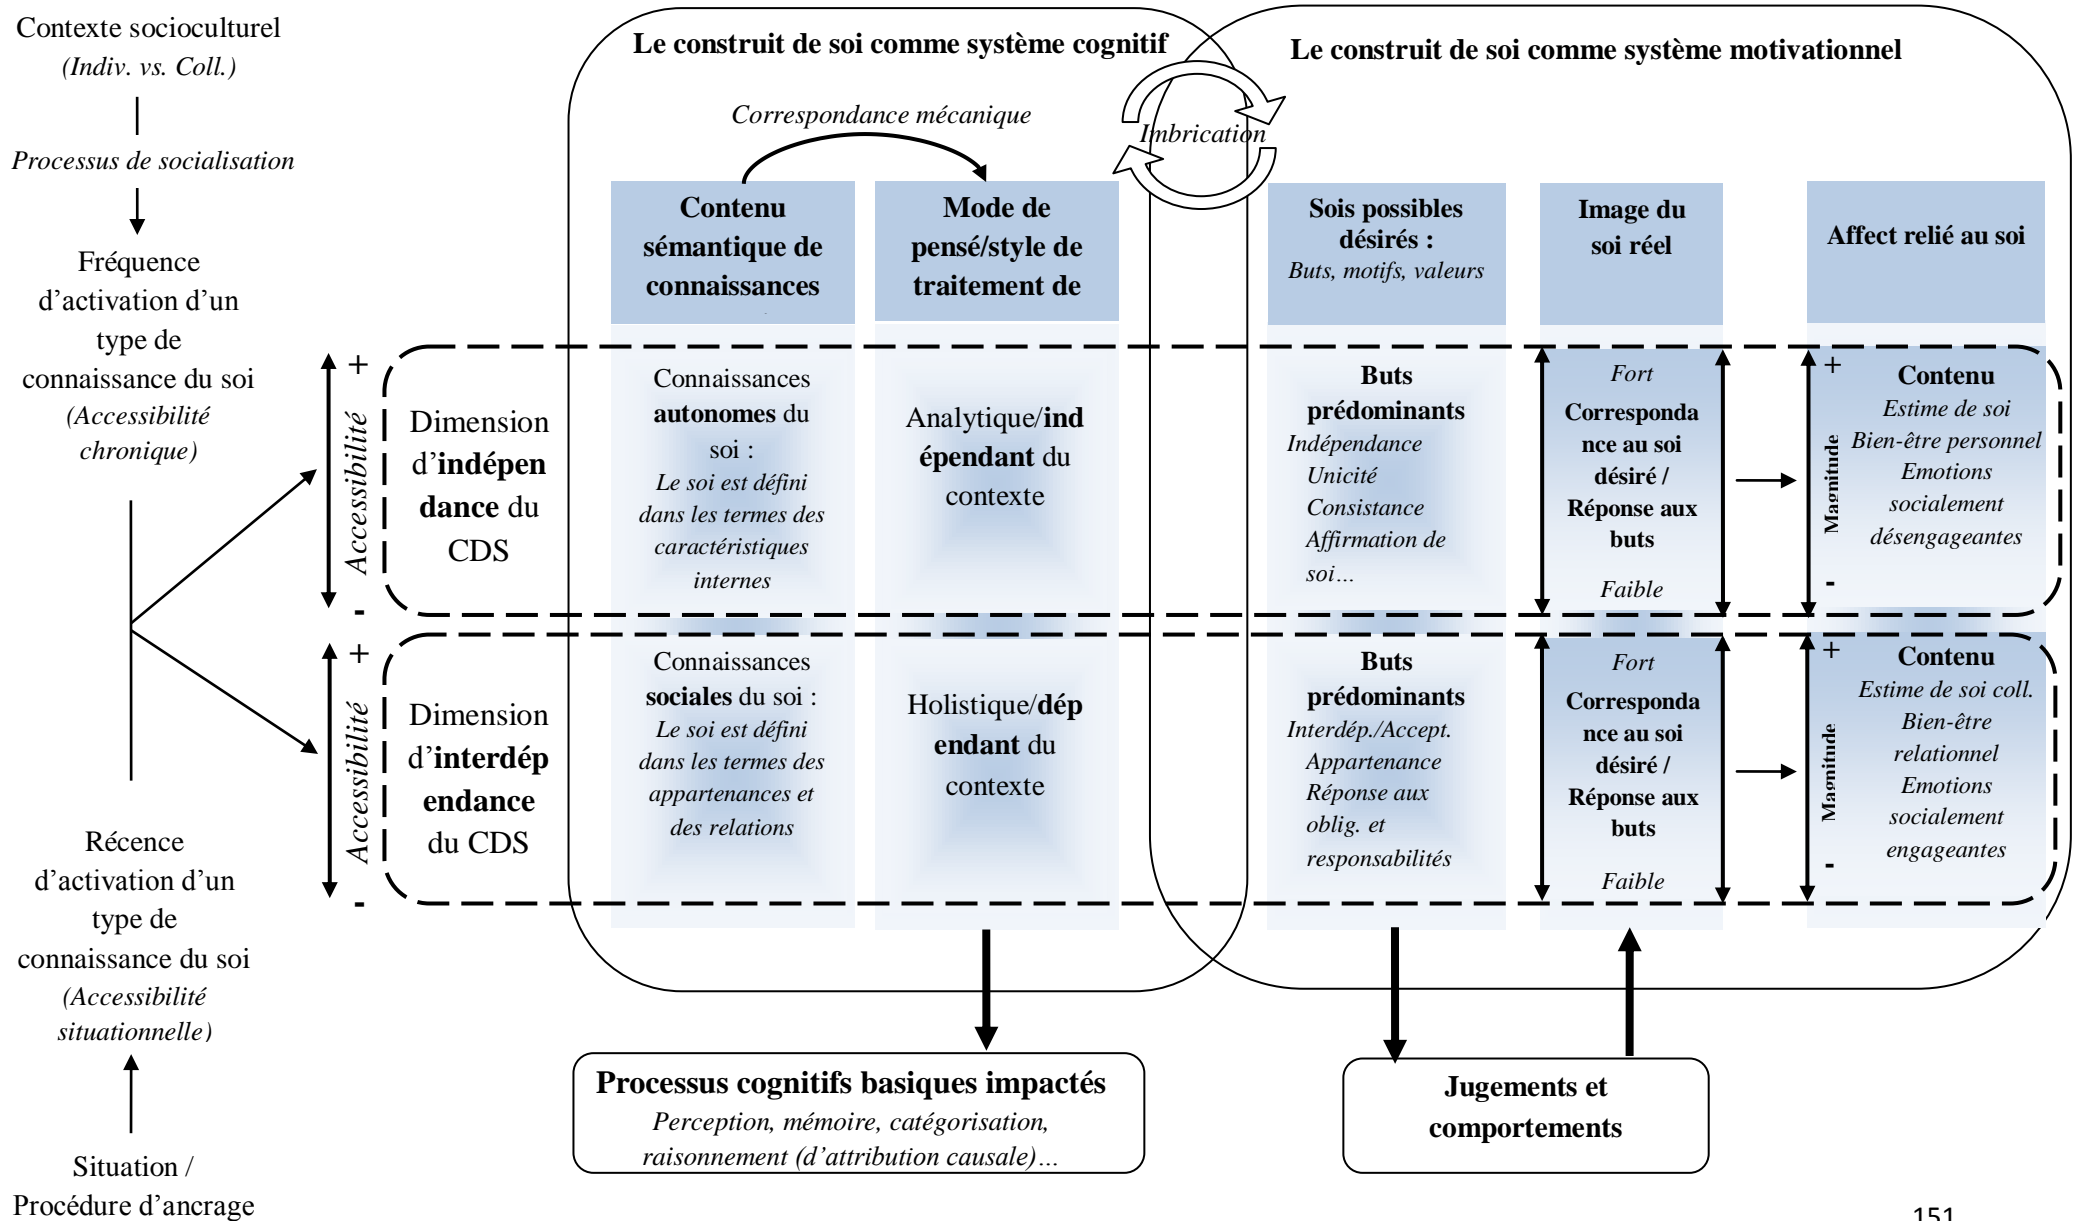 Contexte socioculturel
(Indiv. vs. Coll.)
Processus de socialisation
Fréquence
d’activation d’un
type de
connaissance du soi
(Accessibilité
chronique)
Récence
d’activation d’un
type de
connaissance du soi
(Accessibilité
situationnelle)
Situation /
Procédure d’ancrage
Le construit de soi comme système cognitif
Correspondance mécanique
Imbrication
Le construit de soi comme système motivationnel
Contenu
sémantique de
connaissances
Mode de
pensé/style de
traitement de
Sois possibles
désirés :
Buts, motifs, valeurs
Image du
soi réel
Affect relié au soi
+
Accessibilité
-
Dimension
d’indépen
dance du
CDS
Connaissances
autonomes du
soi :
Le soi est défini
dans les termes des
caractéristiques
internes
Analytique/ind
épendant du
contexte
Buts
prédominants
Indépendance
Unicité
Consistance
Affirmation de
soi…
Fort
Corresponda
nce au soi
désiré /
Réponse aux
buts
Faible
+
Magnitude
-
Contenu
Estime de soi
Bien-être personnel
Emotions
socialement
désengageantes
+
Accessibilité
-
Dimension
d’interdép
endance
du CDS
Connaissances
sociales du soi :
Le soi est défini
dans les termes des
appartenances et
des relations
Holistique/dép
endant du
contexte
Buts
prédominants
Interdép./Accept.
Appartenance
Réponse aux
oblig. et
responsabilités
Fort
Corresponda
nce au soi
désiré /
Réponse aux
buts
Faible
+
Magnitude
-
Contenu
Estime de soi coll.
Bien-être
relationnel
Emotions
socialement
engageantes
Processus cognitifs basiques impactés
Perception, mémoire, catégorisation,
raisonnement (d’attribution causale)…
Jugements et
comportements
151